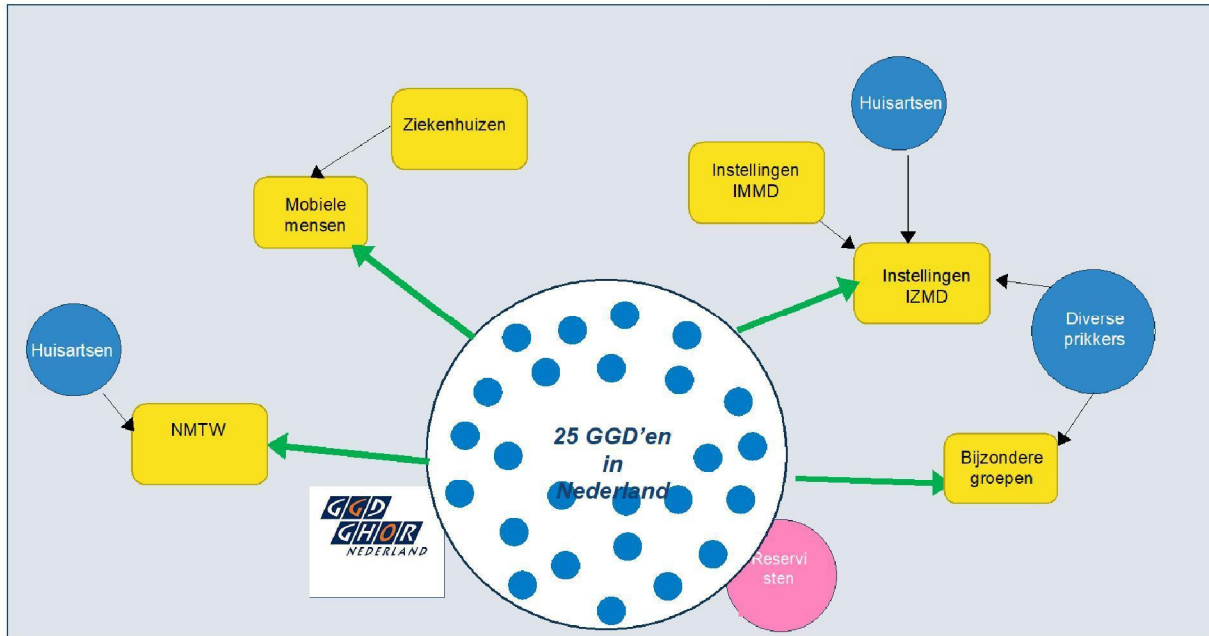 Huisartsen
Ziekenhuizen
Instellingen
IMMD
Mobiele
mensen
Instellingen
IZMD
Diverse
prikkers
Huisartsen
NMTW
25 GGD'en
in
Nederland
Bijzondere
groepen
GGD
GHOR
NEDERLAND
Reservi
sten